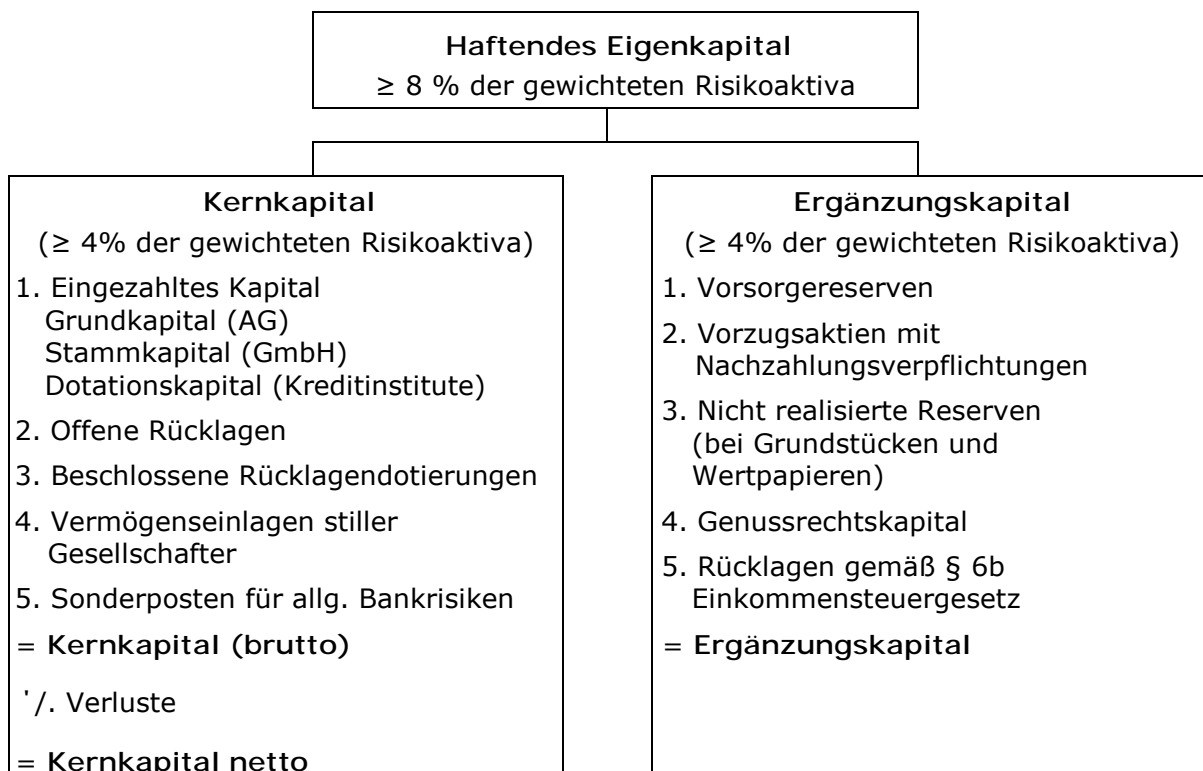 Haftendes Eigenkapital
≥ 8 % der gewichteten Risikoaktiva
Kernkapital
(≥ 4% der gewichteten Risikoaktiva)
1. Eingezahltes Kapital
Grundkapital (AG)
Stammkapital (GmbH)
Dotationskapital (Kreditinstitute)
2. Offene Rücklagen
3. Beschlossene Rücklagendotierungen
4. Vermögenseinlagen stiller
Gesellschafter
5. Sonderposten für allg. Bankrisiken
= Kernkapital (brutto)
'/. Verluste
= Kernkapital netto
Ergänzungskapital
(≥ 4% der gewichteten Risikoaktiva)
1. Vorsorgereserven
2. Vorzugsaktien mit
Nachzahlungsverpflichtungen
3. Nicht realisierte Reserven
(bei Grundstücken und
Wertpapieren)
4. Genussrechtskapital
5. Rücklagen gemäß § 6b
Einkommensteuergesetz
= Ergänzungskapital